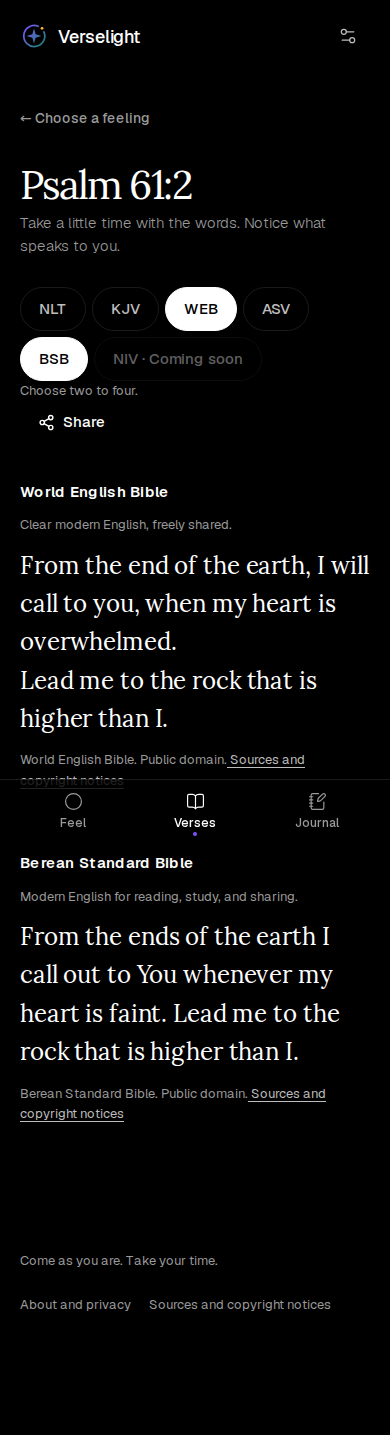 Verselight
← Choose a feeling
Psalm 61:2
Take a little time with the words. Notice what
speaks to you.
NLT KJV WEB ASV
BSB NIV · Coming soon
Choose two to four.
Share
World English Bible
Clear modern English, freely shared.
From the end of the earth, I will
call to you, when my heart is
overwhelmed.
Lead me to the rock that is
higher than I.
World English Bible. Public domain. Sources and
copyright notices
Feel Verses Journal
Berean Standard Bible
Modern English for reading, study, and sharing.
From the ends of the earth I
call out to You whenever my
heart is faint. Lead me to the
rock that is higher than I.
Berean Standard Bible. Public domain. Sources and
copyright notices
Come as you are. Take your time.
About and privacy Sources and copyright notices